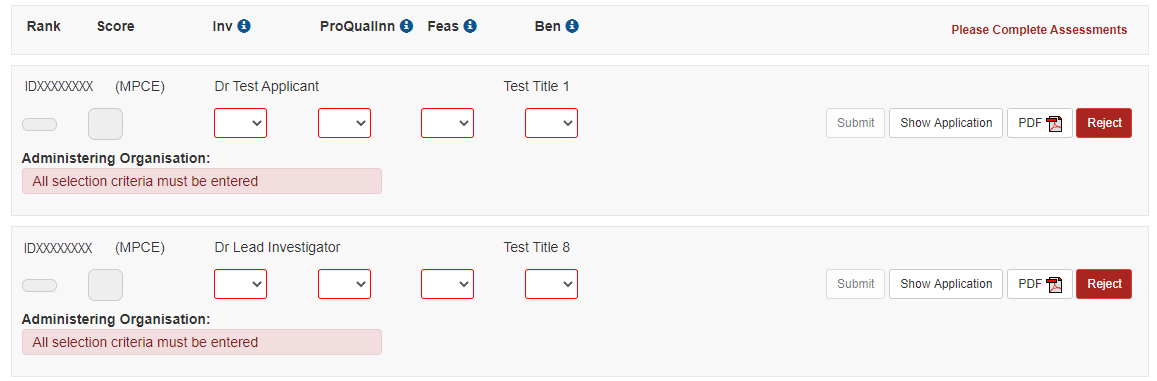 Rank Score Inv ProQualInn Feas Ben Please Complete Assessments
IDXXXXXXXX (MPCE) Dr Test Applicant Test Title 1
Submit Show Application PDF Reject
Administering Organisation:
All selection criteria must be entered
IDXXXXXXXX (MPCE) Dr Lead Investigator Test Title 8
Submit Show Application PDF Reject
Administering Organisation:
All selection criteria must be entered